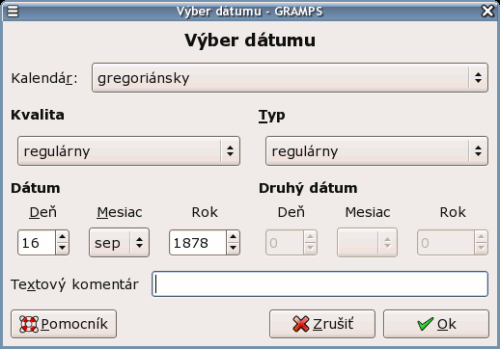 Výber dátumu - GRAMPS
Výber dátumu
Kalendár: gregoriánsky
Kvalita Typ
regulárny regulárny
Dátum Druhý dátum
Deň Mesiac Rok Deň Mesiac Rok
16 sep 1878 0 0
Textový komentár
Pomocník Zrušiť Ok